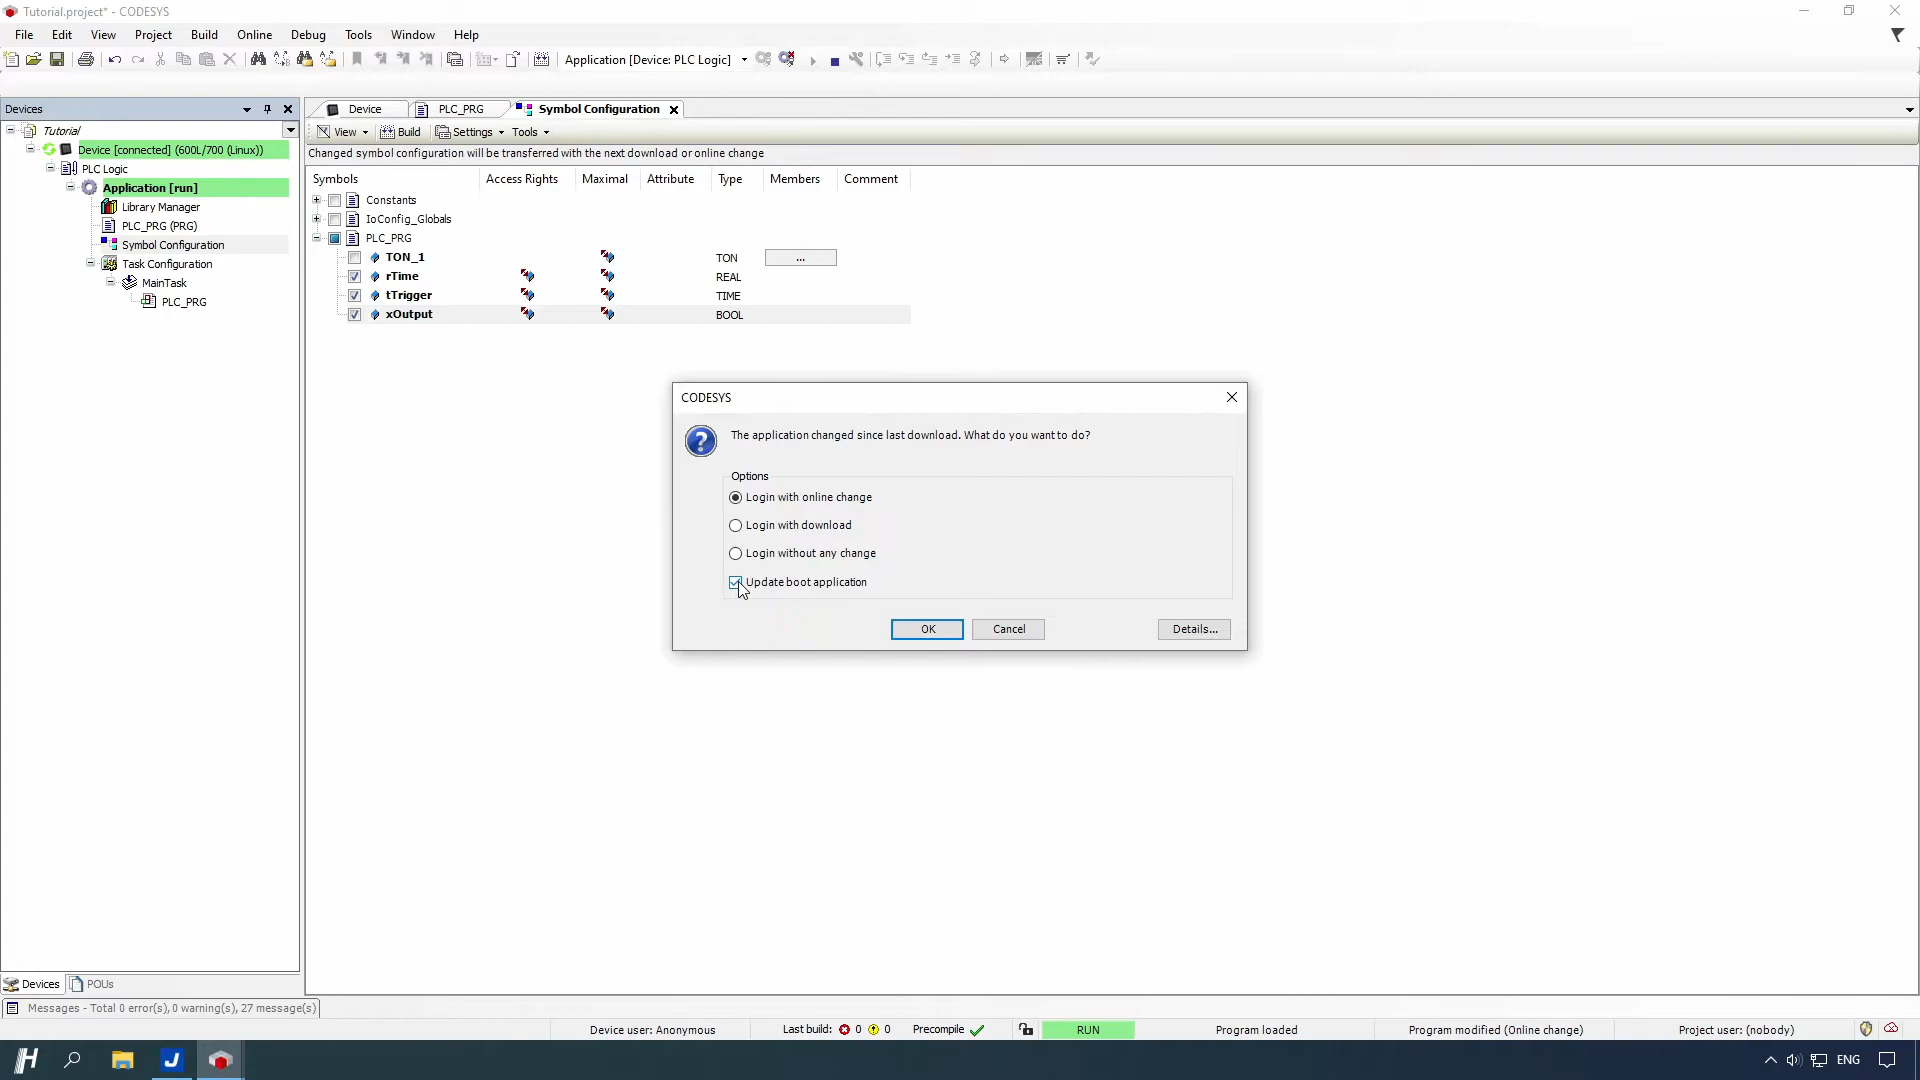 Tutorial.project* - CODESYS
File Edit View Project Build Online Debug Tools Window Help
Application [Device: PLC Logic]
Devices
Device PLC_PRG Symbol Configuration
Tutorial
View Build Settings Tools
Device [connected] (600L/700 (Linux))
Changed symbol configuration will be transferred with the next download or online change
PLC Logic
Symbols Access Rights Maximal Attribute Type Members Comment
Application [run]
Constants
Library Manager
IoConfig_Globals
PLC_PRG (PRG)
PLC_PRG
Symbol Configuration
TON_1 TON ...
Task Configuration
rTime REAL
MainTask
tTrigger TIME
PLC_PRG
xOutput BOOL
CODESYS
The application changed since last download. What do you want to do?
Options
Login with online change
Login with download
Login without any change
Update boot application
OK Cancel Details...
Devices POUs
Messages - Total 0 error(s), 0 warning(s), 27 message(s)
Device user: Anonymous Last build: 0 0 Precompile RUN Program loaded Program modified (Online change) Project user: (nobody)
H J ENG